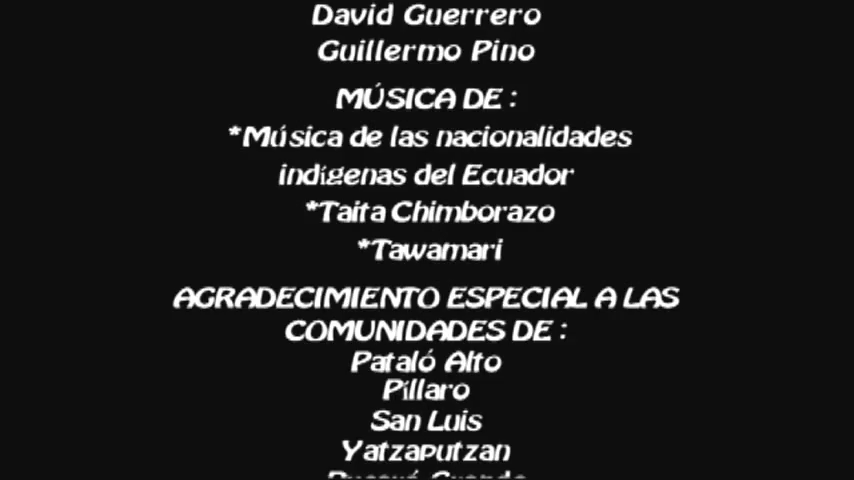 David Guerrero
Guillermo Pino
MÚSICA DE :
*Música de las nacionalidades
indígenas del Ecuador
*Taita Chimborazo
*Tawamari
AGRADECIMIENTO ESPECIAL A LAS
COMUNIDADES DE :
Pataló Alto
Píllaro
San Luis
Yatzaputzan